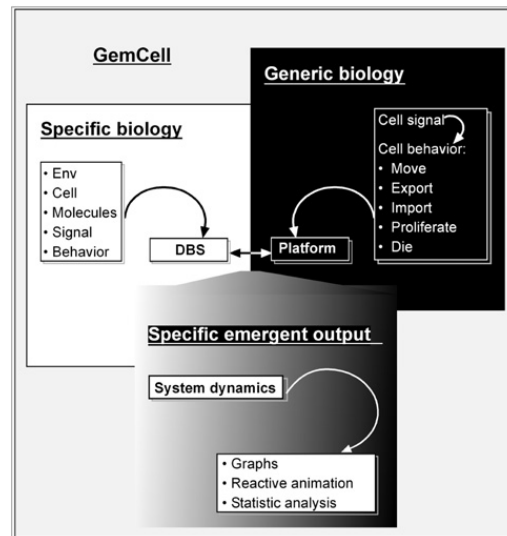 GemCell
Generic biology
Specific biology
Cell signal
Cell behavior:
• Move
• Export
• Import
• Proliferate
• Die
• Env
• Cell
• Molecules
• Signal
• Behavior
DBS
Platform
Specific emergent output
System dynamics
• Graphs
• Reactive animation
• Statistic analysis